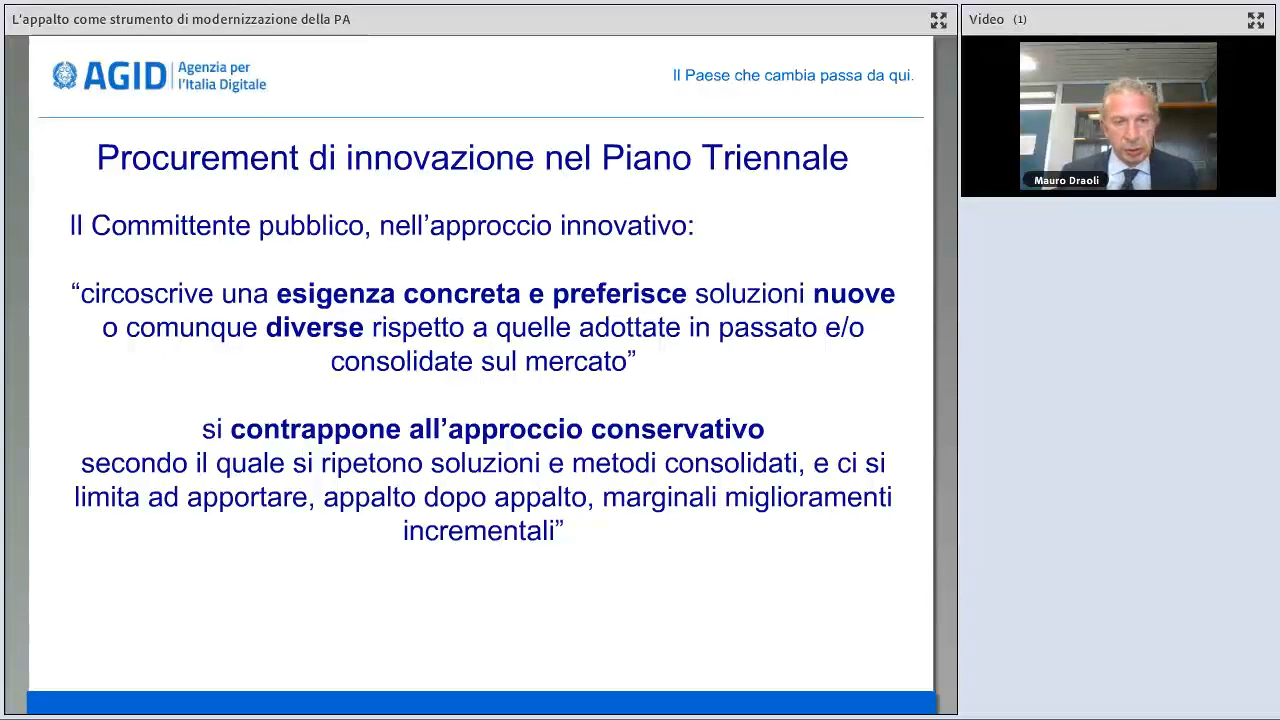 L'appalto come strumento di modernizzazione della PA
Video (1)
AGID
Agenzia per
l'Italia Digitale
Il Paese che cambia passa da qui.
Mauro Draoli
Procurement di innovazione nel Piano Triennale
Il Committente pubblico, nell'approccio innovativo:
“circoscrive una esigenza concreta e preferisce soluzioni nuove
o comunque diverse rispetto a quelle adottate in passato e/o
consolidate sul mercato”
si contrappone all'approccio conservativo
secondo il quale si ripetono soluzioni e metodi consolidati, e ci si
limita ad apportare, appalto dopo appalto, marginali miglioramenti
incrementali”